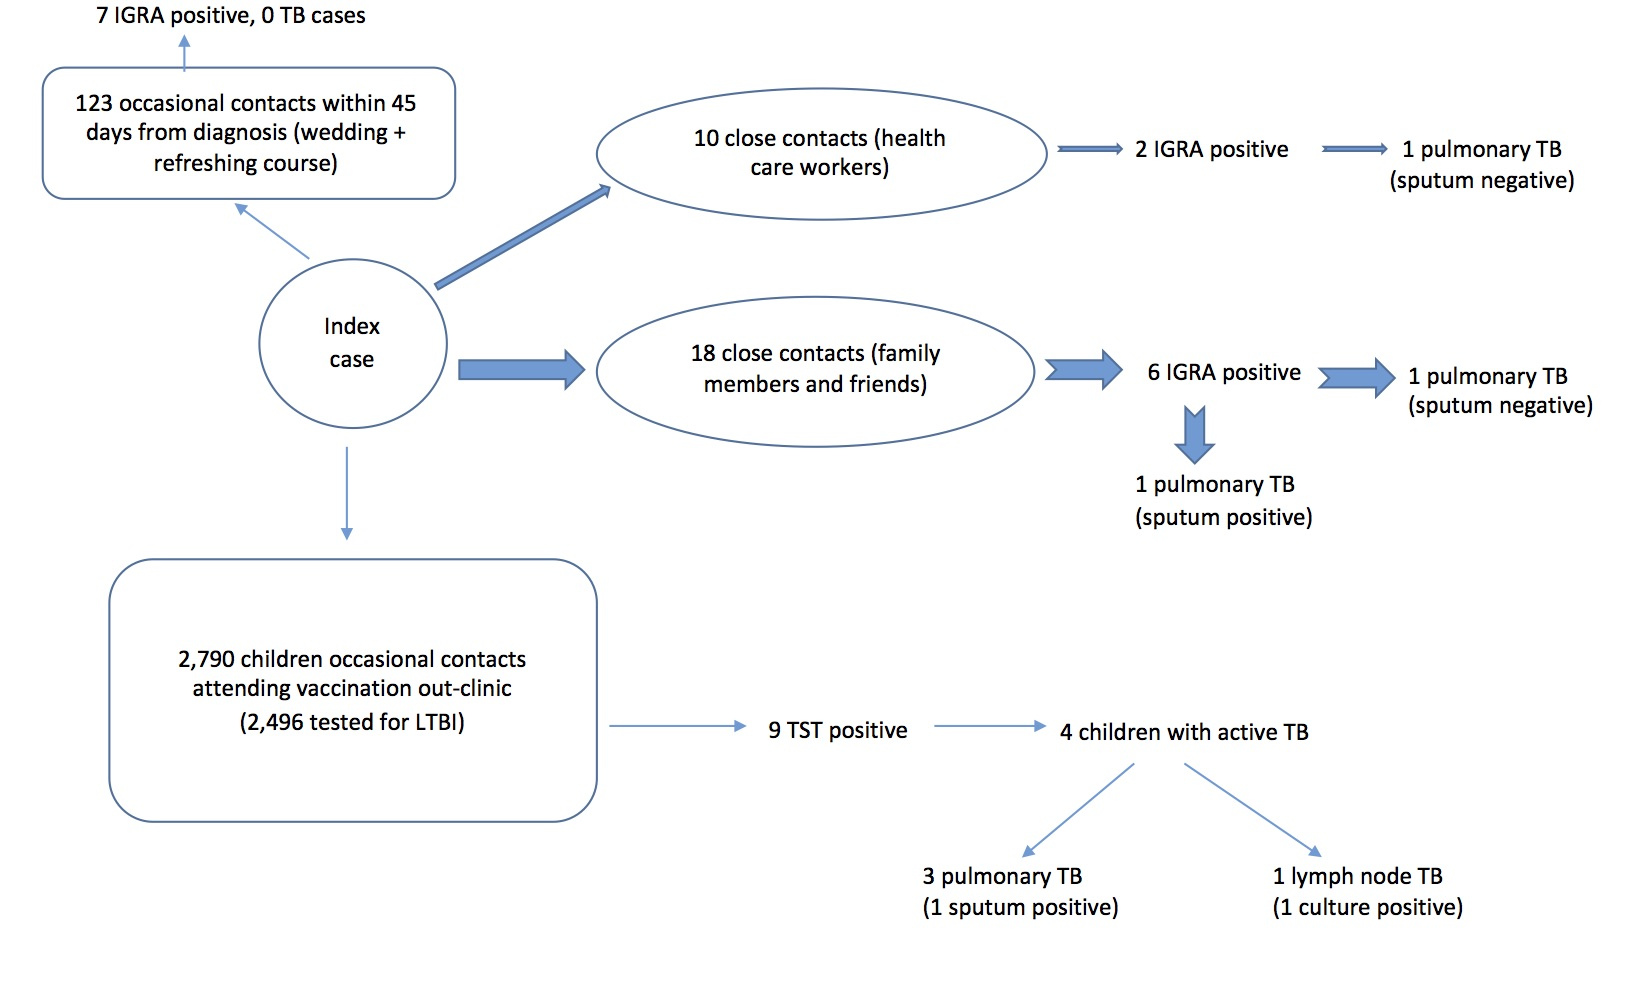 7 IGRA positive, 0 TB cases
123 occasional contacts within 45
days from diagnosis (wedding +
refreshing course)
10 close contacts (health
care workers)
2 IGRA positive
1 pulmonary TB
(sputum negative)
Index
case
18 close contacts (family
members and friends)
6 IGRA positive
1 pulmonary TB
(sputum negative)
1 pulmonary TB
(sputum positive)
2,790 children occasional contacts
attending vaccination out-clinic
(2,496 tested for LTBI)
9 TST positive
4 children with active TB
3 pulmonary TB
(1 sputum positive)
1 lymph node TB
(1 culture positive)